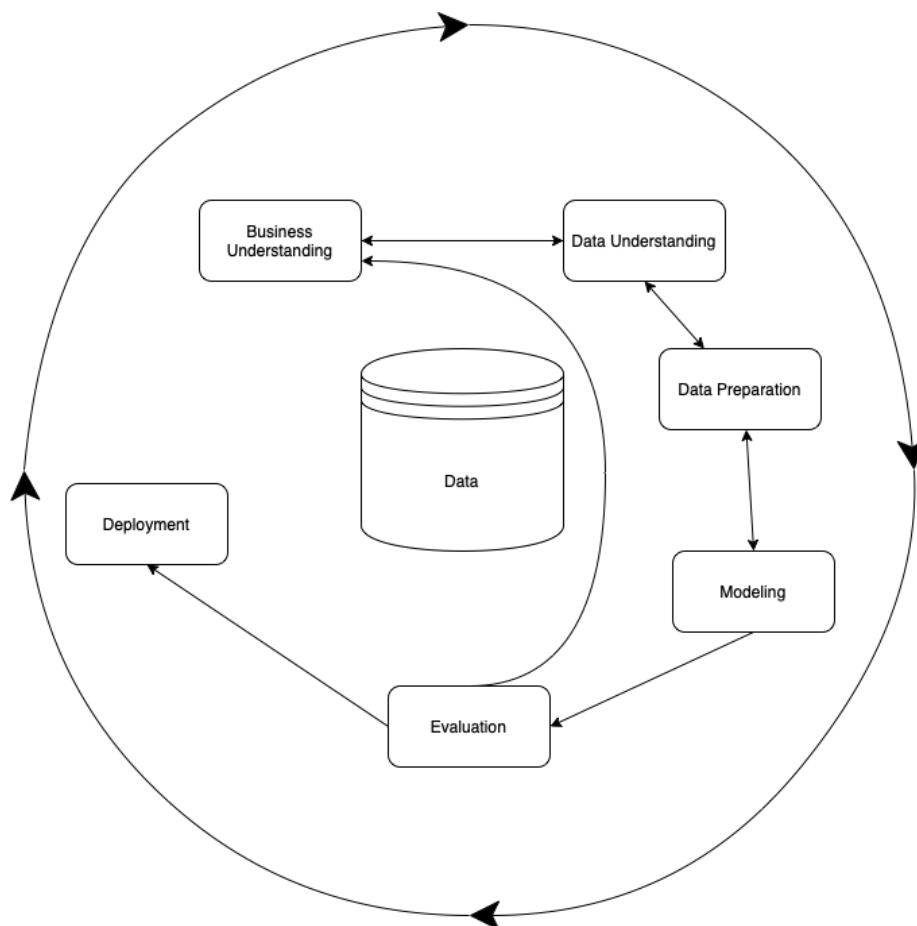 Business
Understanding
Data Understanding
Data Preparation
Data
Deployment
Modeling
Evaluation